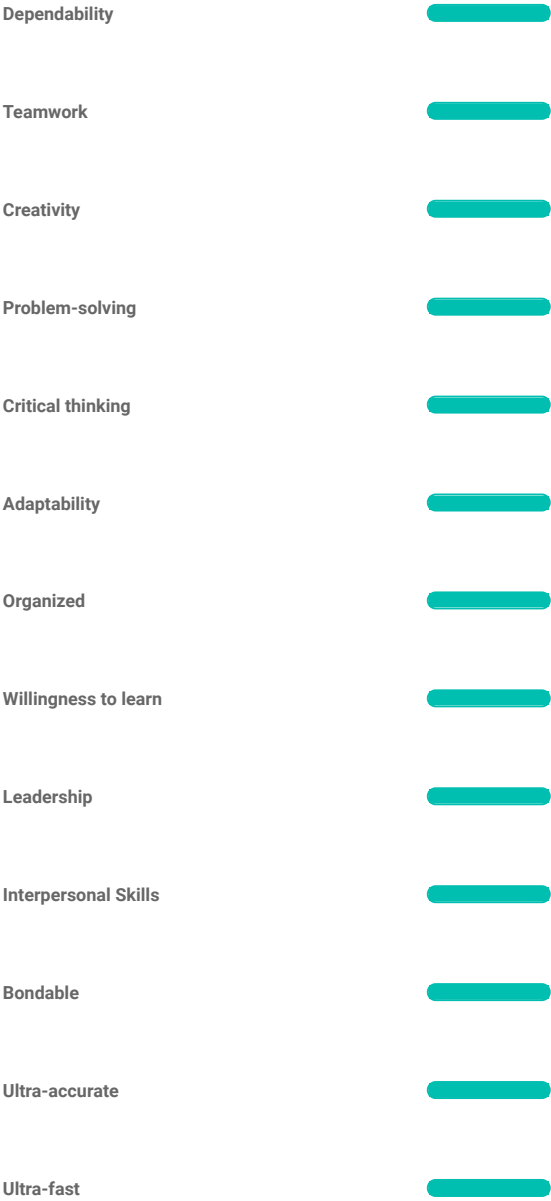 Dependability
Teamwork
Creativity
Problem-solving
Critical thinking
Adaptability
Organized
Willingness to learn
Leadership
Interpersonal Skills
Bondable
Ultra-accurate
Ultra-fast